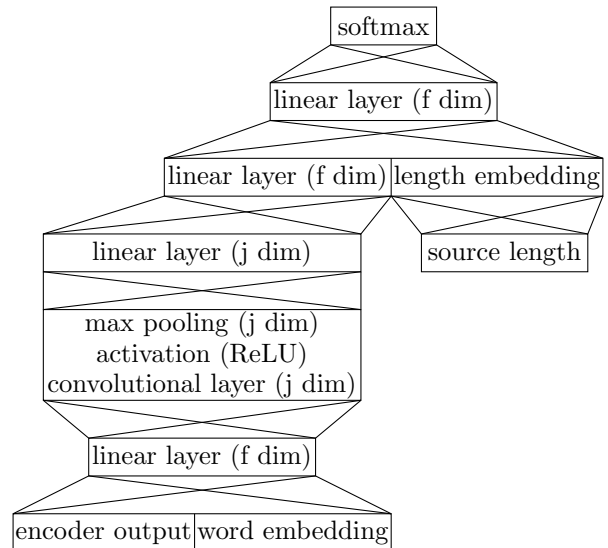 softmax
linear layer (f dim)
linear layer (f dim) length embedding
linear layer (j dim)
source length
max pooling (j dim)
activation (ReLU)
convolutional layer (j dim)
linear layer (f dim)
encoder output word embedding